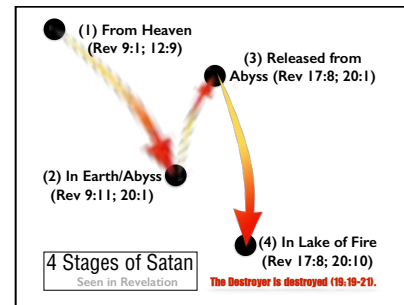 (1) From Heaven
(Rev 9:1; 12:9)
(3) Released from
Abyss (Rev 17:8; 20:1)
(2) In Earth/Abyss
(Rev 9:11; 20:1)
(4) In Lake of Fire
(Rev 17:8; 20:10)
4 Stages of Satan
Seen in Revelation
The Destroyer is destroyed (19:19-21).